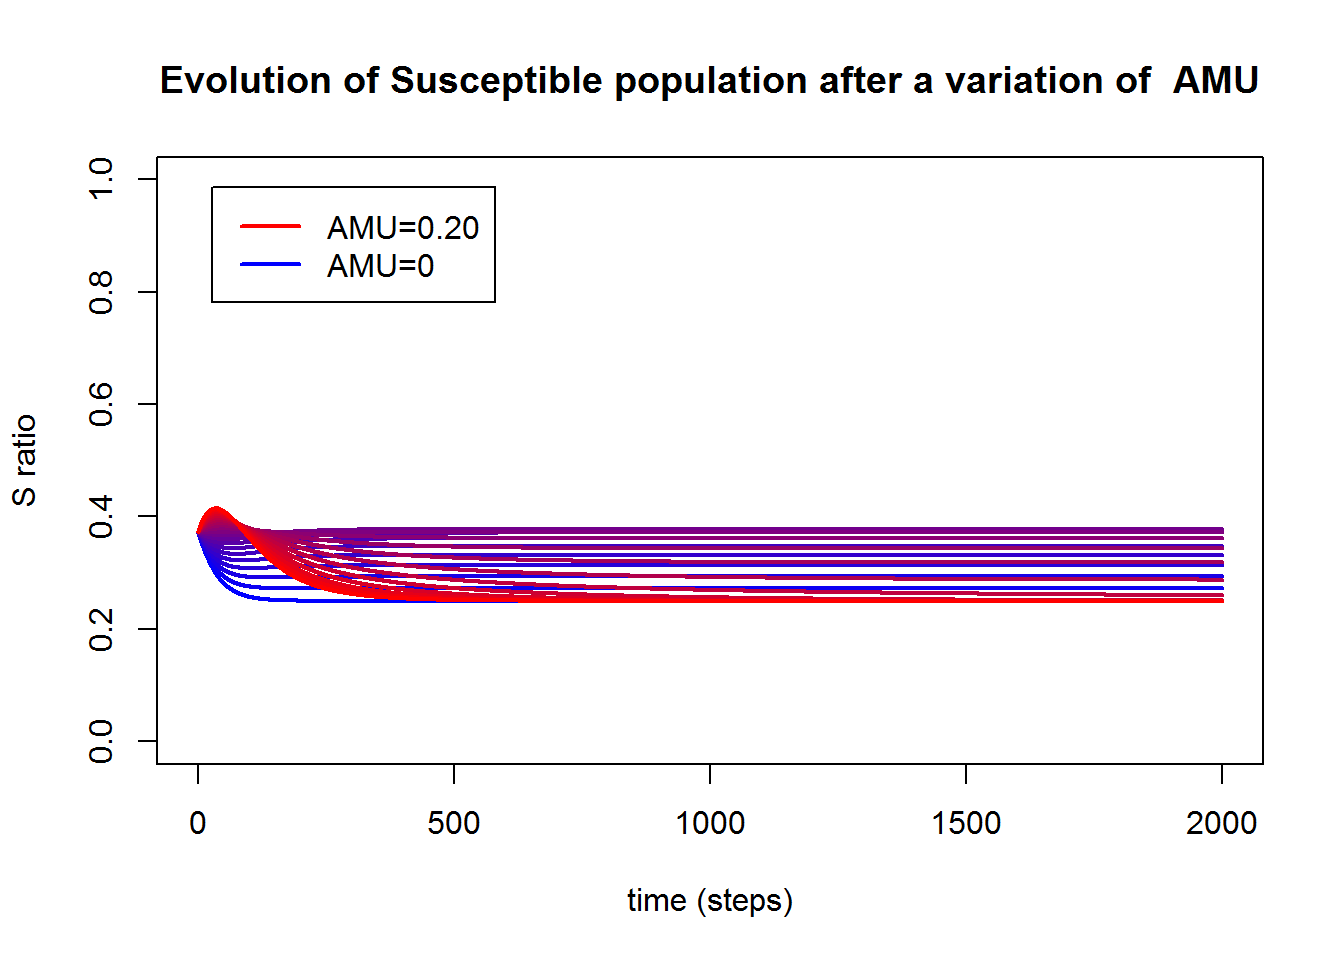 Evolution of Susceptible population after a variation of  AMU
AMU=0.20
AMU=0
S ratio
1.0
0.8
0.6
0.4
0.2
0.0
0 500 1000 1500 2000
time (steps)